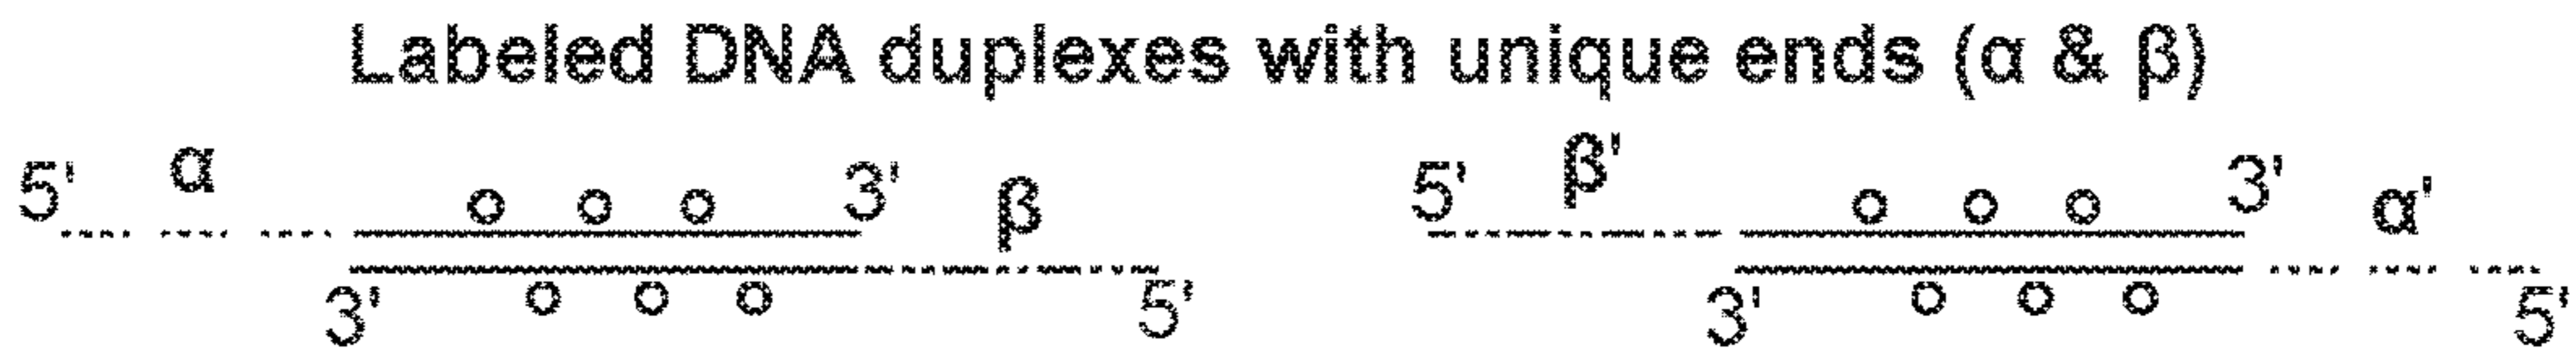 Labeled DNA duplexes with unique ends (α & β)
5' α 3' β 5' β' 3' α'
3' 5' 3' 5'